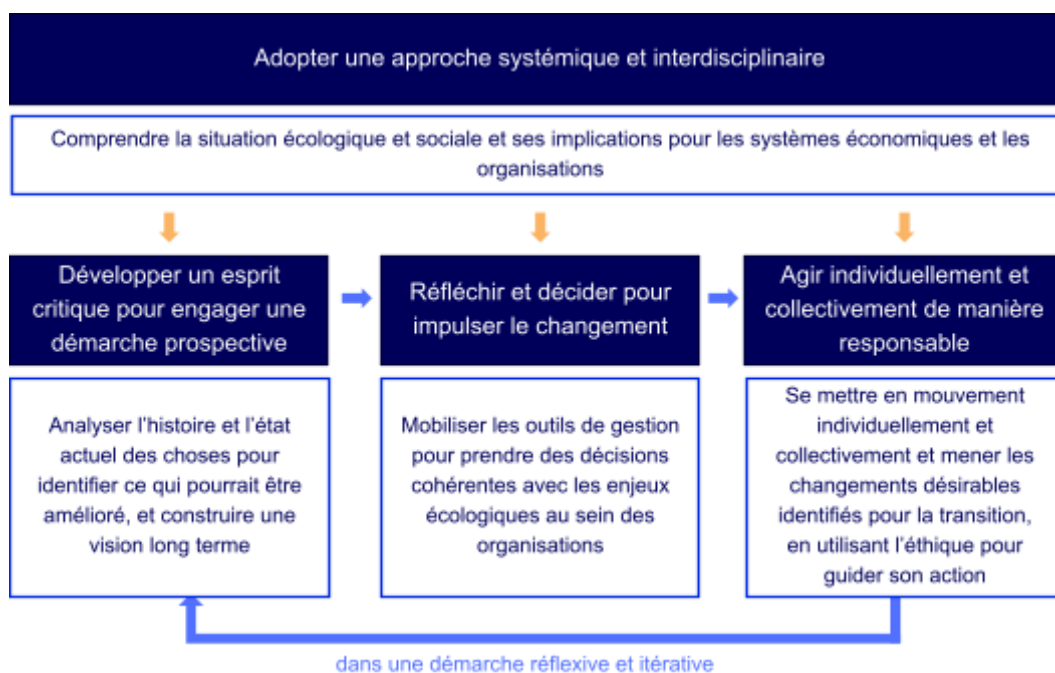 Adopter une approche systémique et interdisciplinaire
Comprendre la situation écologique et sociale et ses implications pour les systèmes économiques et les
organisations
Développer un esprit
critique pour engager une
démarche prospective
Analyser l'histoire et l'état
actuel des choses pour
identifier ce qui pourrait être
amélioré, et construire une
vision long terme
Réfléchir et décider pour
impulser le changement
Mobiliser les outils de gestion
pour prendre des décisions
cohérentes avec les enjeux
écologiques au sein des
organisations
Agir individuellement et
collectivement de manière
responsable
Se mettre en mouvement
individuellement et
collectivement et mener les
changements désirables
identifiés pour la transition,
en utilisant l'éthique pour
guider son action
dans une démarche réflexive et itérative